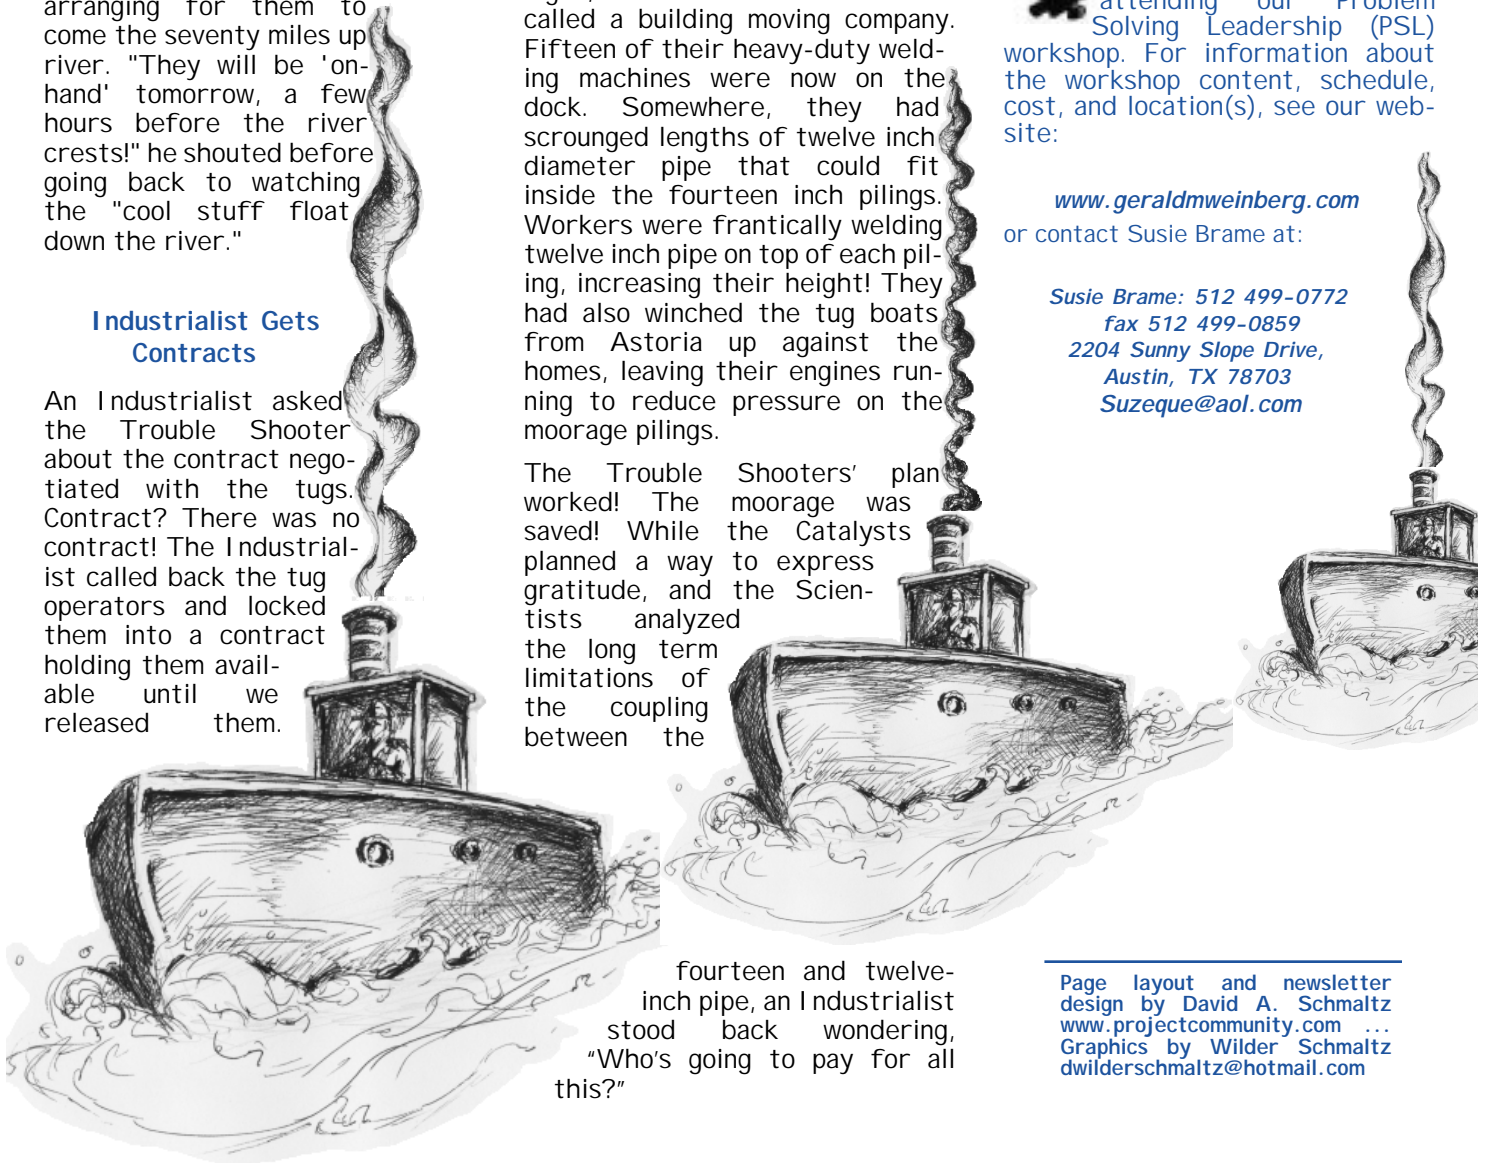 arranging for them to
come the seventy miles up
river. "They will be 'on-
hand' tomorrow, a few
hours before the river
crests!" he shouted before
going back to watching
the "cool stuff float
down the river."
Industrialist Gets
Contracts
An Industrialist asked
the Trouble Shooter
about the contract nego-
tiated with the tugs.
Contract? There was no
contract! The Industrial-
ist called back the tug
operators and locked
them into a contract
holding them avail-
able until we
released them.
called a building moving company.
Fifteen of their heavy-duty weld-
ing machines were now on the
dock. Somewhere, they had
scrounged lengths of twelve inch
diameter pipe that could fit
inside the fourteen inch pilings.
Workers were frantically welding
twelve inch pipe on top of each pil-
ing, increasing their height! They
had also winched the tug boats
from Astoria up against the
homes, leaving their engines run-
ning to reduce pressure on the
moorage pilings.
The Trouble Shooters’ plan
worked! The moorage was
saved! While the Catalysts
planned a way to express
gratitude, and the Scien-
tists analyzed
the long term
limitations of
the coupling
between the
fourteen and twelve-
inch pipe, an Industrialist
stood back wondering,
“Who’s going to pay for all
this?”
attending our Problem
Solving Leadership (PSL)
workshop. For information about
the workshop content, schedule,
cost, and location(s), see our web-
site:
www.geraldmweinberg.com
or contact Susie Brame at:
Susie Brame: 512 499-0772
fax 512 499-0859
2204 Sunny Slope Drive,
Austin, TX 78703
Suzeque@aol.com
Page layout and newsletter
design by David A. Schmaltz
www.projectcommunity.com ...
Graphics by Wilder Schmaltz
dwilderschmaltz@hotmail.com